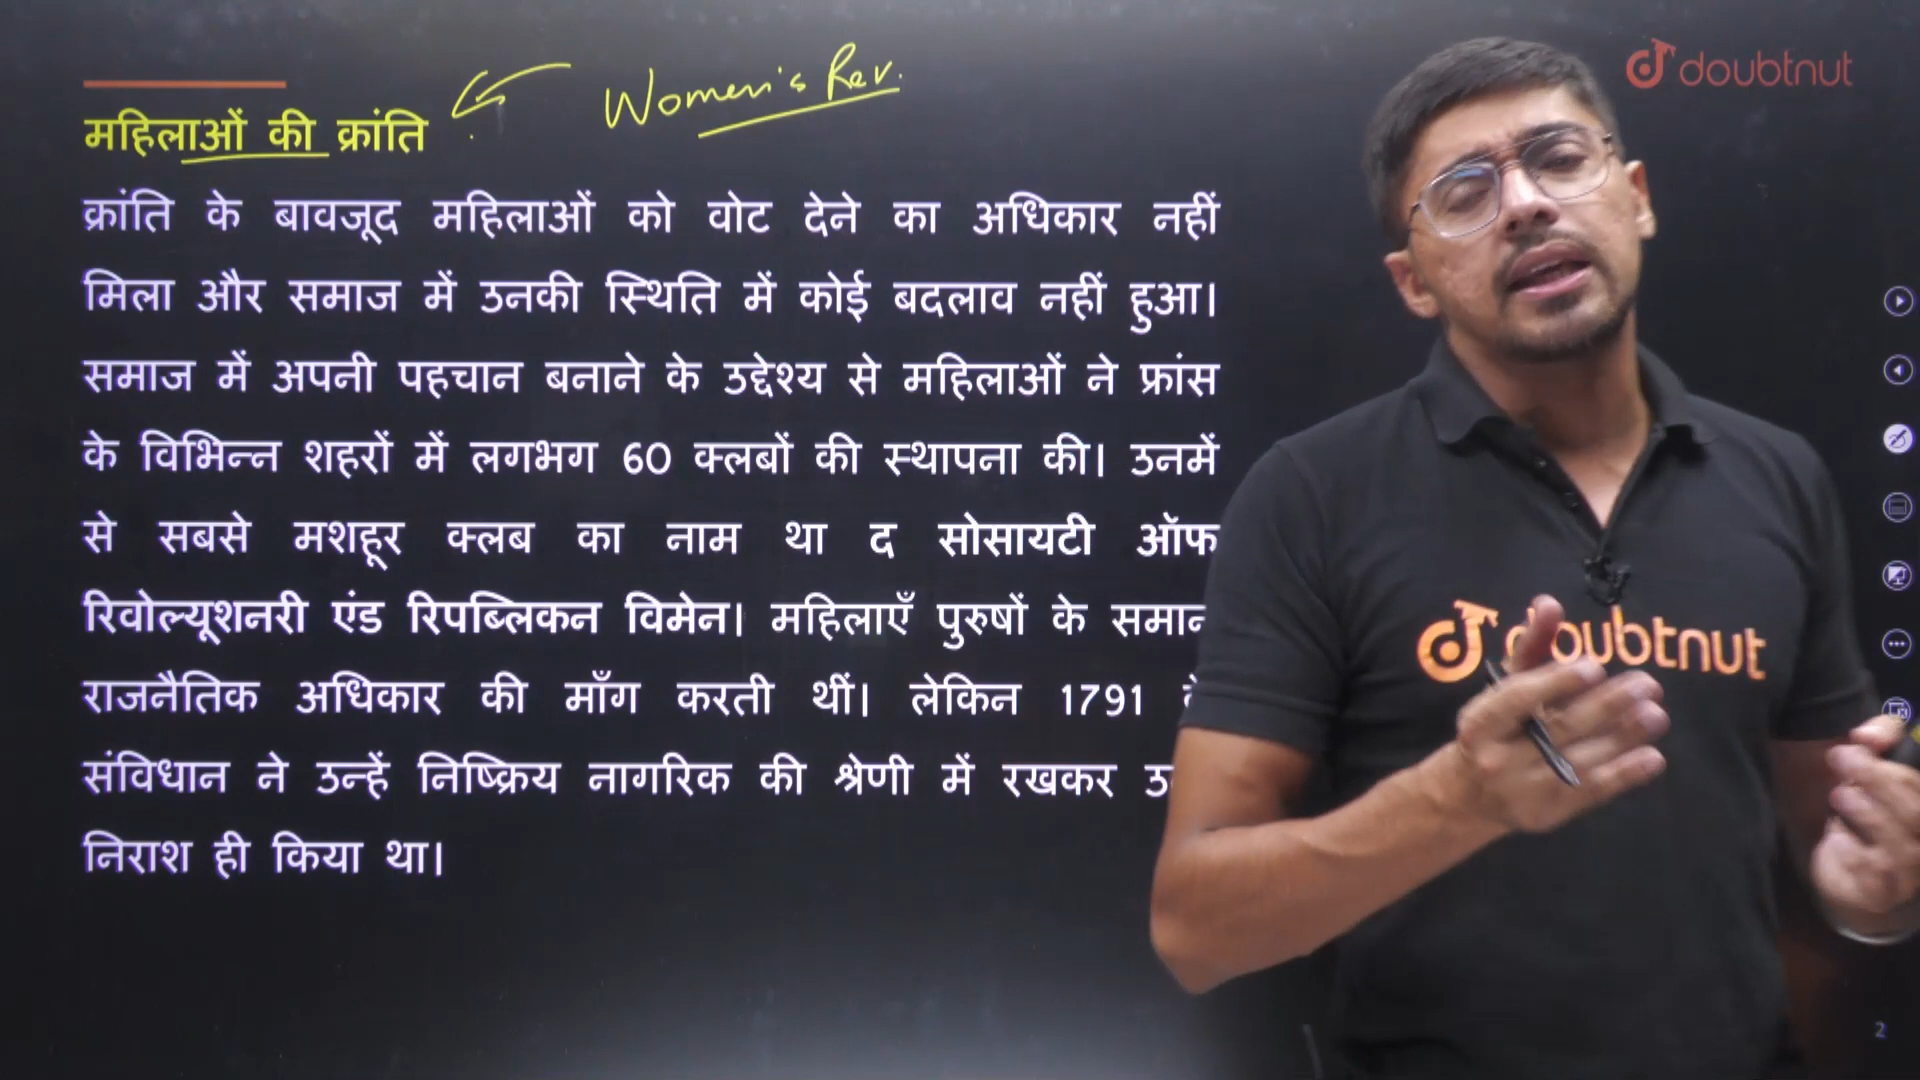 Women's Rev.
doubtnut
महिलाओं की क्रांति
क्रांति के बावजूद महिलाओं को वोट देने का अधिकार नहीं
मिला और समाज में उनकी स्थिति में कोई बदलाव नहीं हुआ।
समाज में अपनी पहचान बनाने के उद्देश्य से महिलाओं ने फ्रांस
के विभिन्न शहरों में लगभग 60 क्लबों की स्थापना की। उनमें
से सबसे मशहूर क्लब का नाम था द सोसायटी ऑफ
रिवोल्यूशनरी एंड रिपब्लिकन विमेन। महिलाएँ पुरुषों के समान
राजनैतिक अधिकार की माँग करती थीं। लेकिन 1791
संविधान ने उन्हें निष्क्रिय नागरिक की श्रेणी में रखकर
निराश ही किया था।
doubtnut
2